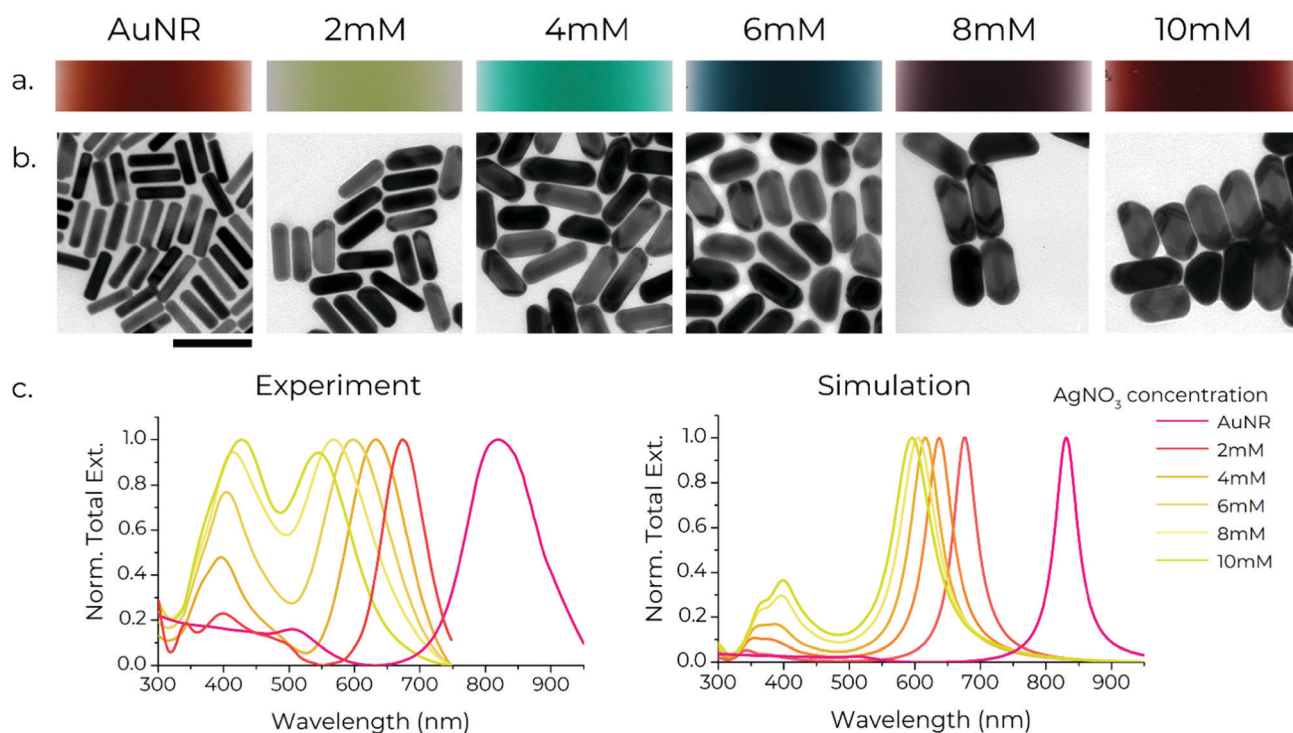 AuNR 2mM 4mM 6mM 8mM 10mM
a.
b.
c.
Experiment
Norm. Total Ext.
1.0
0.8
0.6
0.4
0.2
0.0
300 400 500 600 700 800 900
Wavelength (nm)
Simulation
Norm. Total Ext.
1.0
0.8
0.6
0.4
0.2
0.0
300 400 500 600 700 800 900
Wavelength (nm)
AgNO₃ concentration
AuNR
2mM
4mM
6mM
8mM
10mM